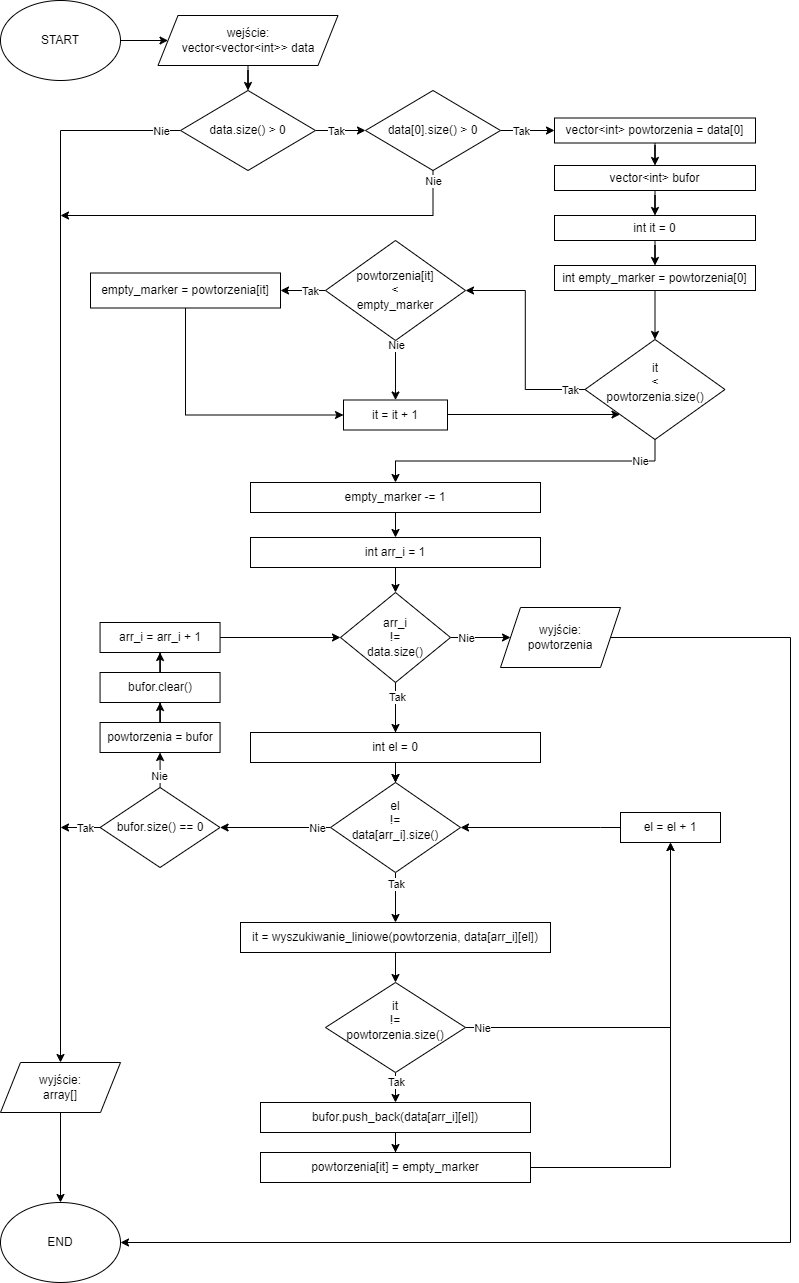 START
wejście:
vector<vector<int>> data
data.size() > 0
Nie
Tak
data[0].size() > 0
Tak
Nie
vector<int> powtorzenia = data[0]
vector<int> bufor
int it = 0
int empty_marker = powtorzenia[0]
it
<
powtorzenia.size()
Tak
Nie
powtorzenia[it]
<
empty_marker
Tak
Nie
empty_marker = powtorzenia[it]
it = it + 1
empty_marker -= 1
int arr_i = 1
arr_i
!=
data.size()
Nie
Tak
wyjście:
powtorzenia
arr_i = arr_i + 1
bufor.clear()
powtorzenia = bufor
Nie
bufor.size() == 0
Tak
int el = 0
el
!=
data[arr_i].size()
Nie
Tak
el = el + 1
it = wyszukiwanie_liniowe(powtorzenia, data[arr_i][el])
it
!=
powtorzenia.size()
Nie
Tak
bufor.push_back(data[arr_i][el])
powtorzenia[it] = empty_marker
wyjście:
array[]
END